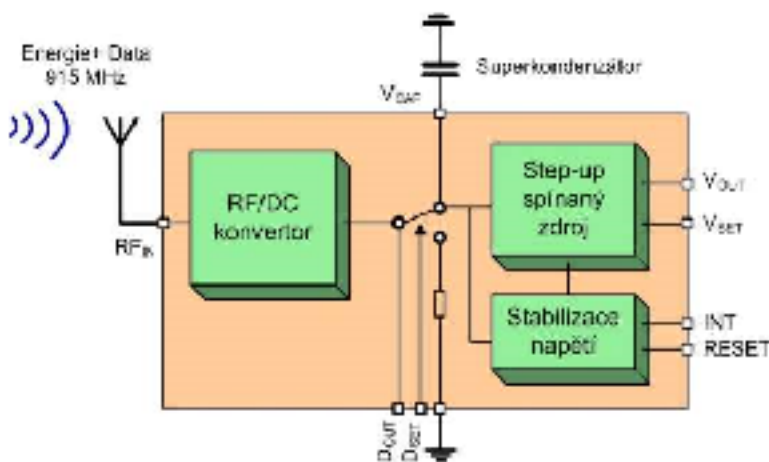 Energie+ Data
915 MHz
Superkondenzátor
VCAP
RF/DC
konvertor
RFIN
Step-up
spínaný
zdroj
VOUT
VSET
Stabilizace
napětí
INT
RESET
DOUT
DSET